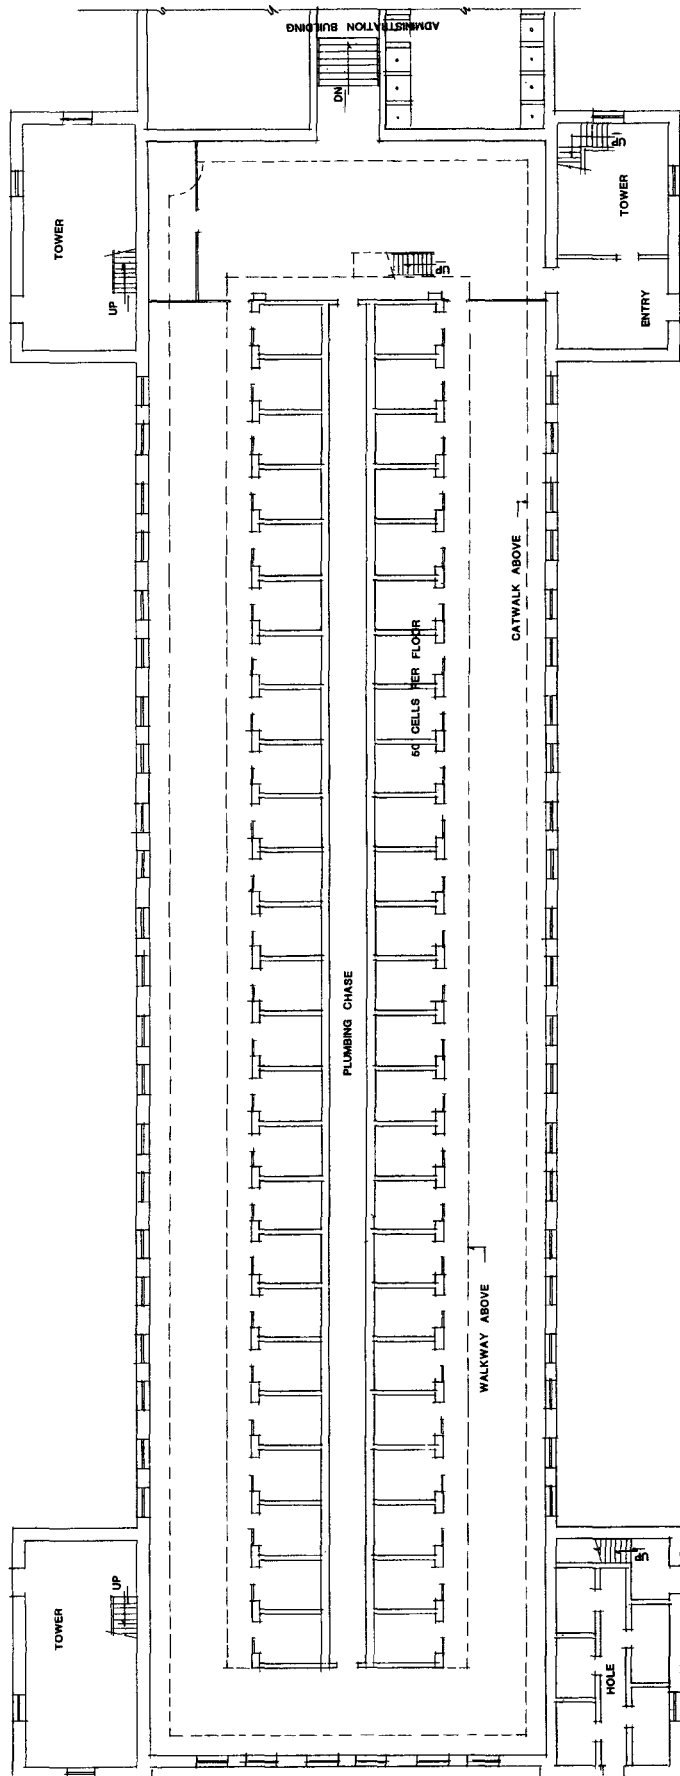 ADMINISTRATION BUILDING
DN
UP
TOWER
UP
TOWER
UP
ENTRY
CATWALK ABOVE
50 CELLS PER FLOOR
PLUMBING CHASE
WALKWAY ABOVE
UP
TOWER
UP
HOLE